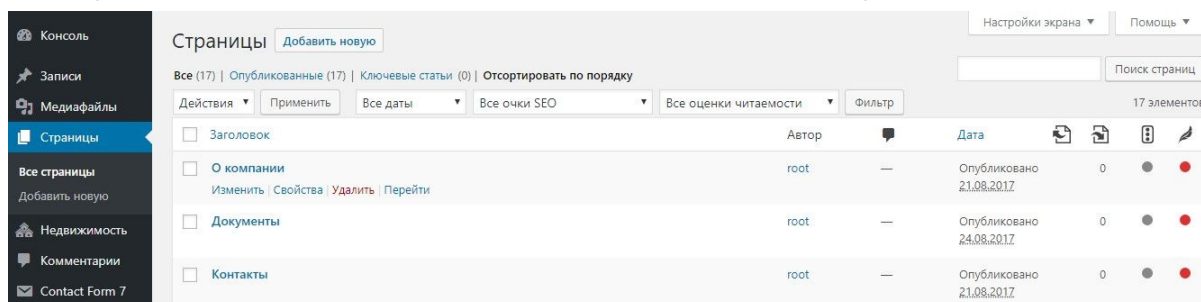 Консоль
Записи
Медиафайлы
Страницы
Все страницы
Добавить новую
Недвижимость
Комментарии
Contact Form 7
Настройки экрана ▼
Помощь ▼
Страницы Добавить новую
Все (17) | Опубликованные (17) | Ключевые статьи (0) | Отсортировать по порядку
Поиск страниц
Действия ▼ Применить Все даты ▼ Все очки SEO ▼ Все оценки читаемости ▼ Фильтр
17 элементов
Заголовок Автор Дата
О компании root — Опубликовано 0
21.08.2017
Изменить | Свойства | Удалить | Перейти
Документы root — Опубликовано 0
24.08.2017
Контакты root — Опубликовано 0
21.08.2017